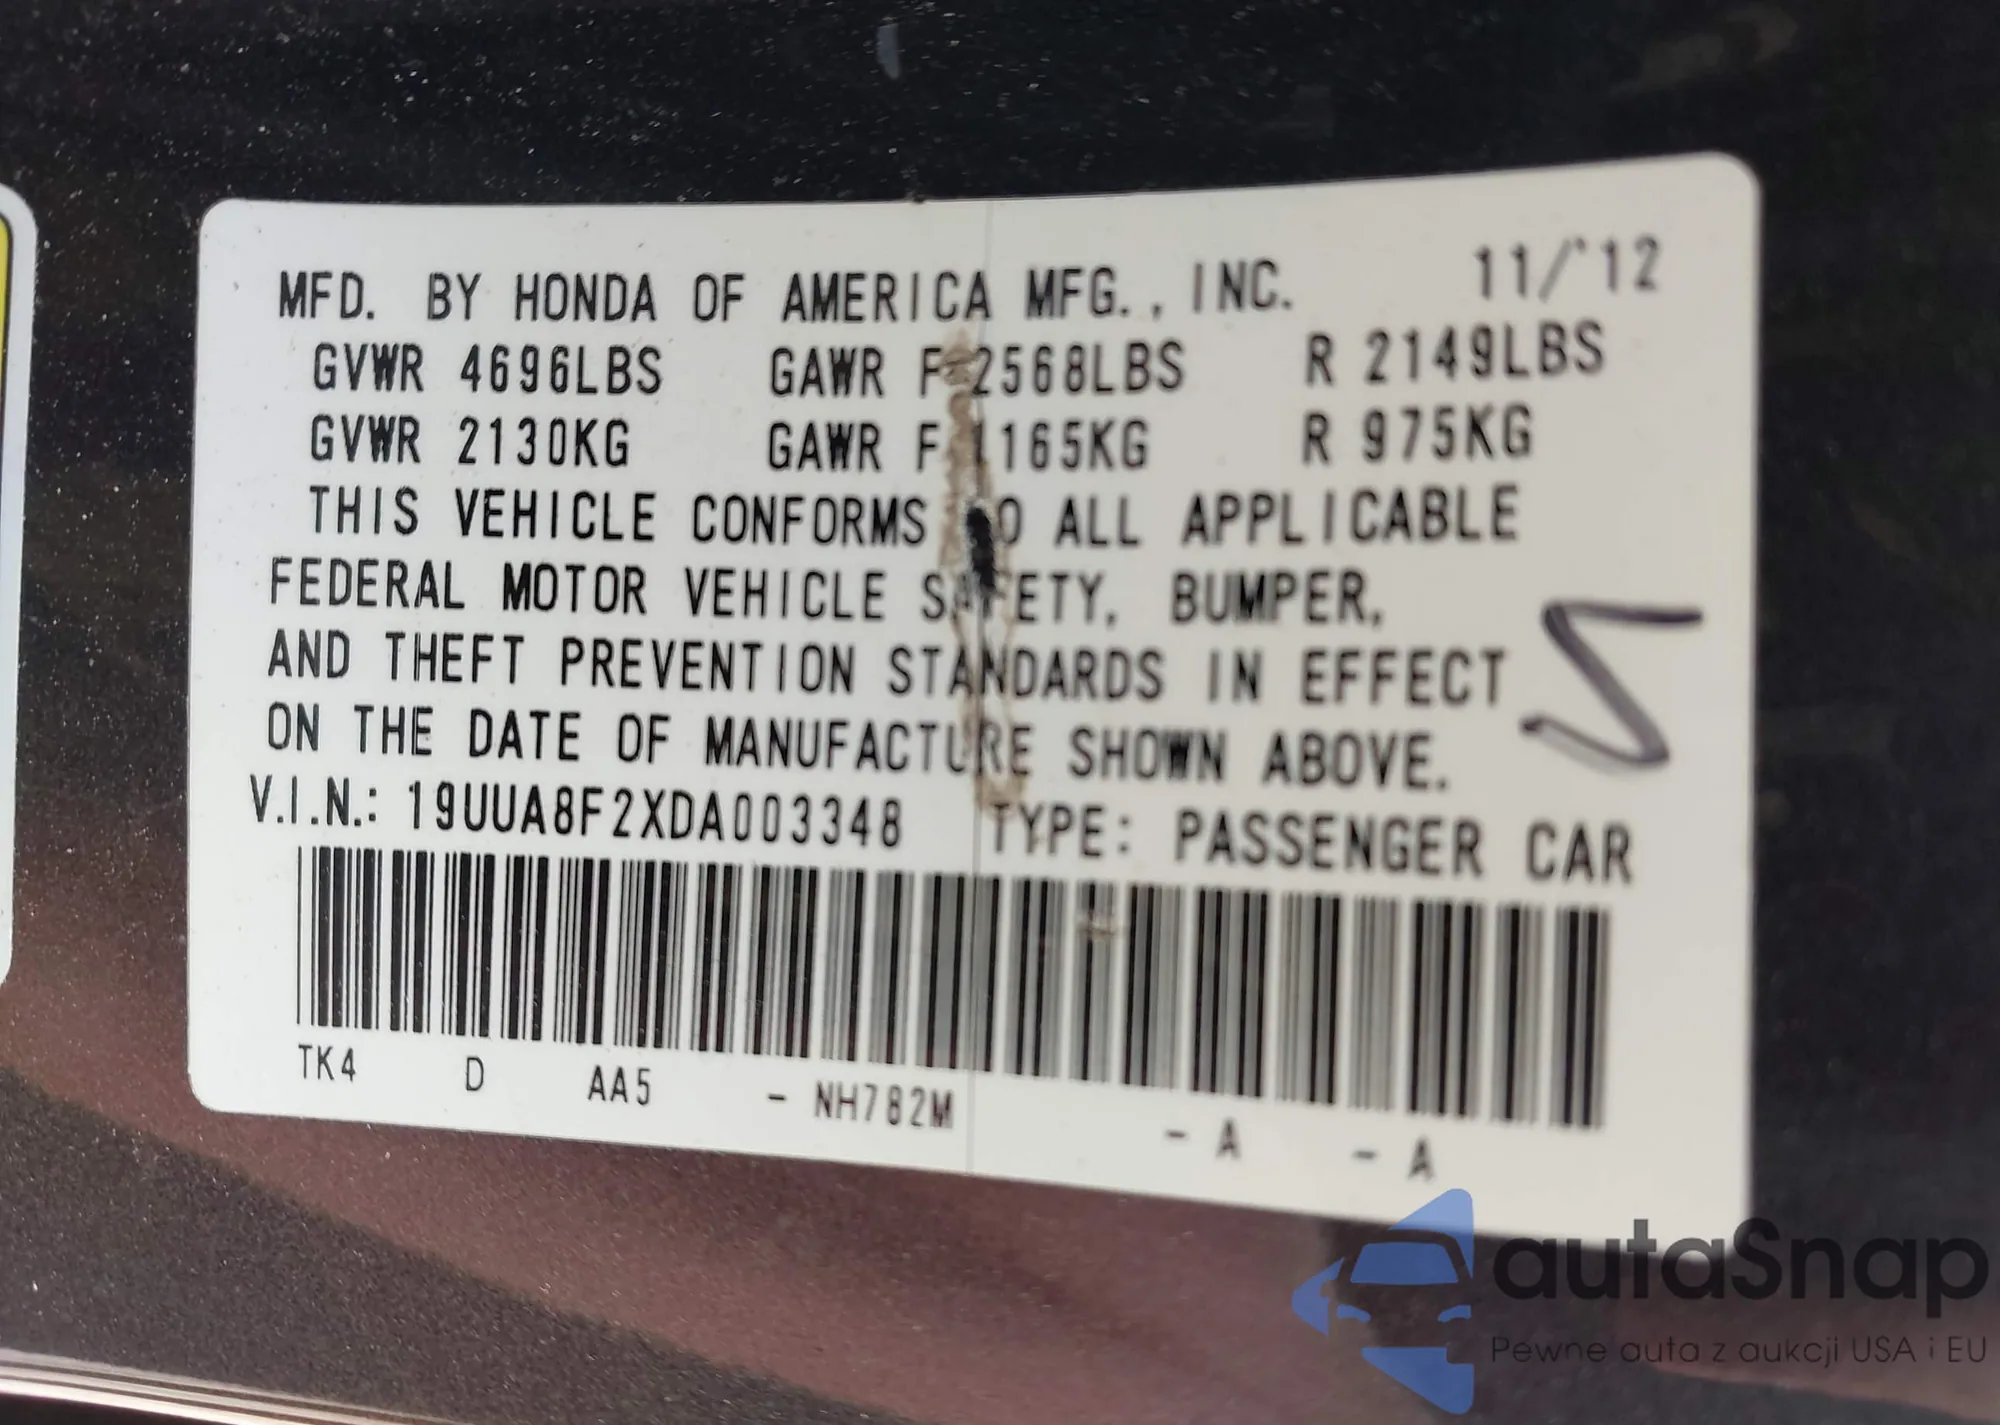 MFD. BY HONDA OF AMERICA MFG., INC. 11/'12
GVWR 4696LBS GAWR F 2568LBS R 2149LBS
GVWR 2130KG GAWR F 1165KG R 975KG
THIS VEHICLE CONFORMS TO ALL APPLICABLE
FEDERAL MOTOR VEHICLE SAFETY, BUMPER,
AND THEFT PREVENTION STANDARDS IN EFFECT
ON THE DATE OF MANUFACTURE SHOWN ABOVE.
V.I.N.: 19UUA8F2XDA003348 TYPE: PASSENGER CAR
TK4 D AA5 - NH782M - A - A
autaSnap
Pewne auta z aukcji USA i EU